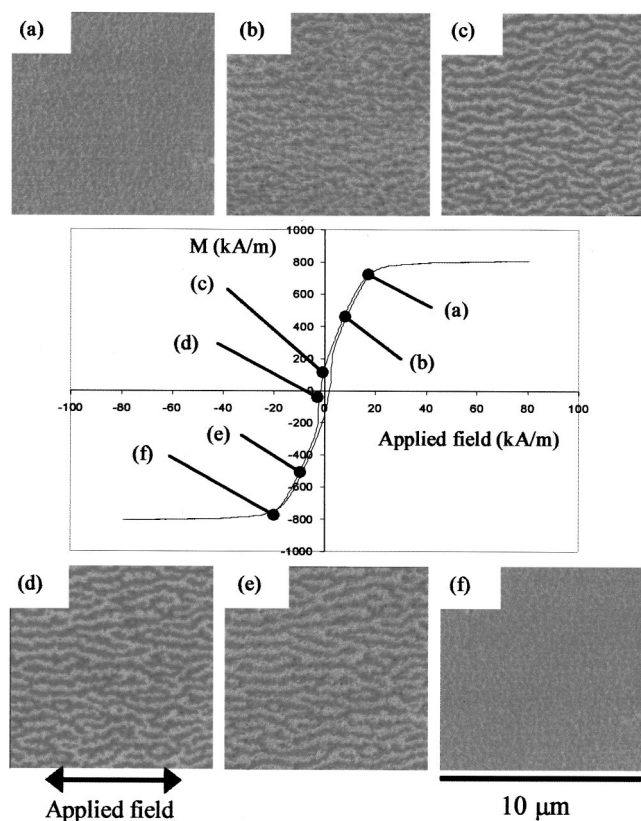 (a)
(b)
(c)
M (kA/m)
1000
800
600
400
200
0
-200
-400
-600
-800
-1000
-100
-80
-60
-40
-20
0
20
40
60
80
100
(c)
(d)
(e)
(f)
(a)
(b)
Applied field (kA/m)
(d)
(e)
(f)
Applied field
10 µm